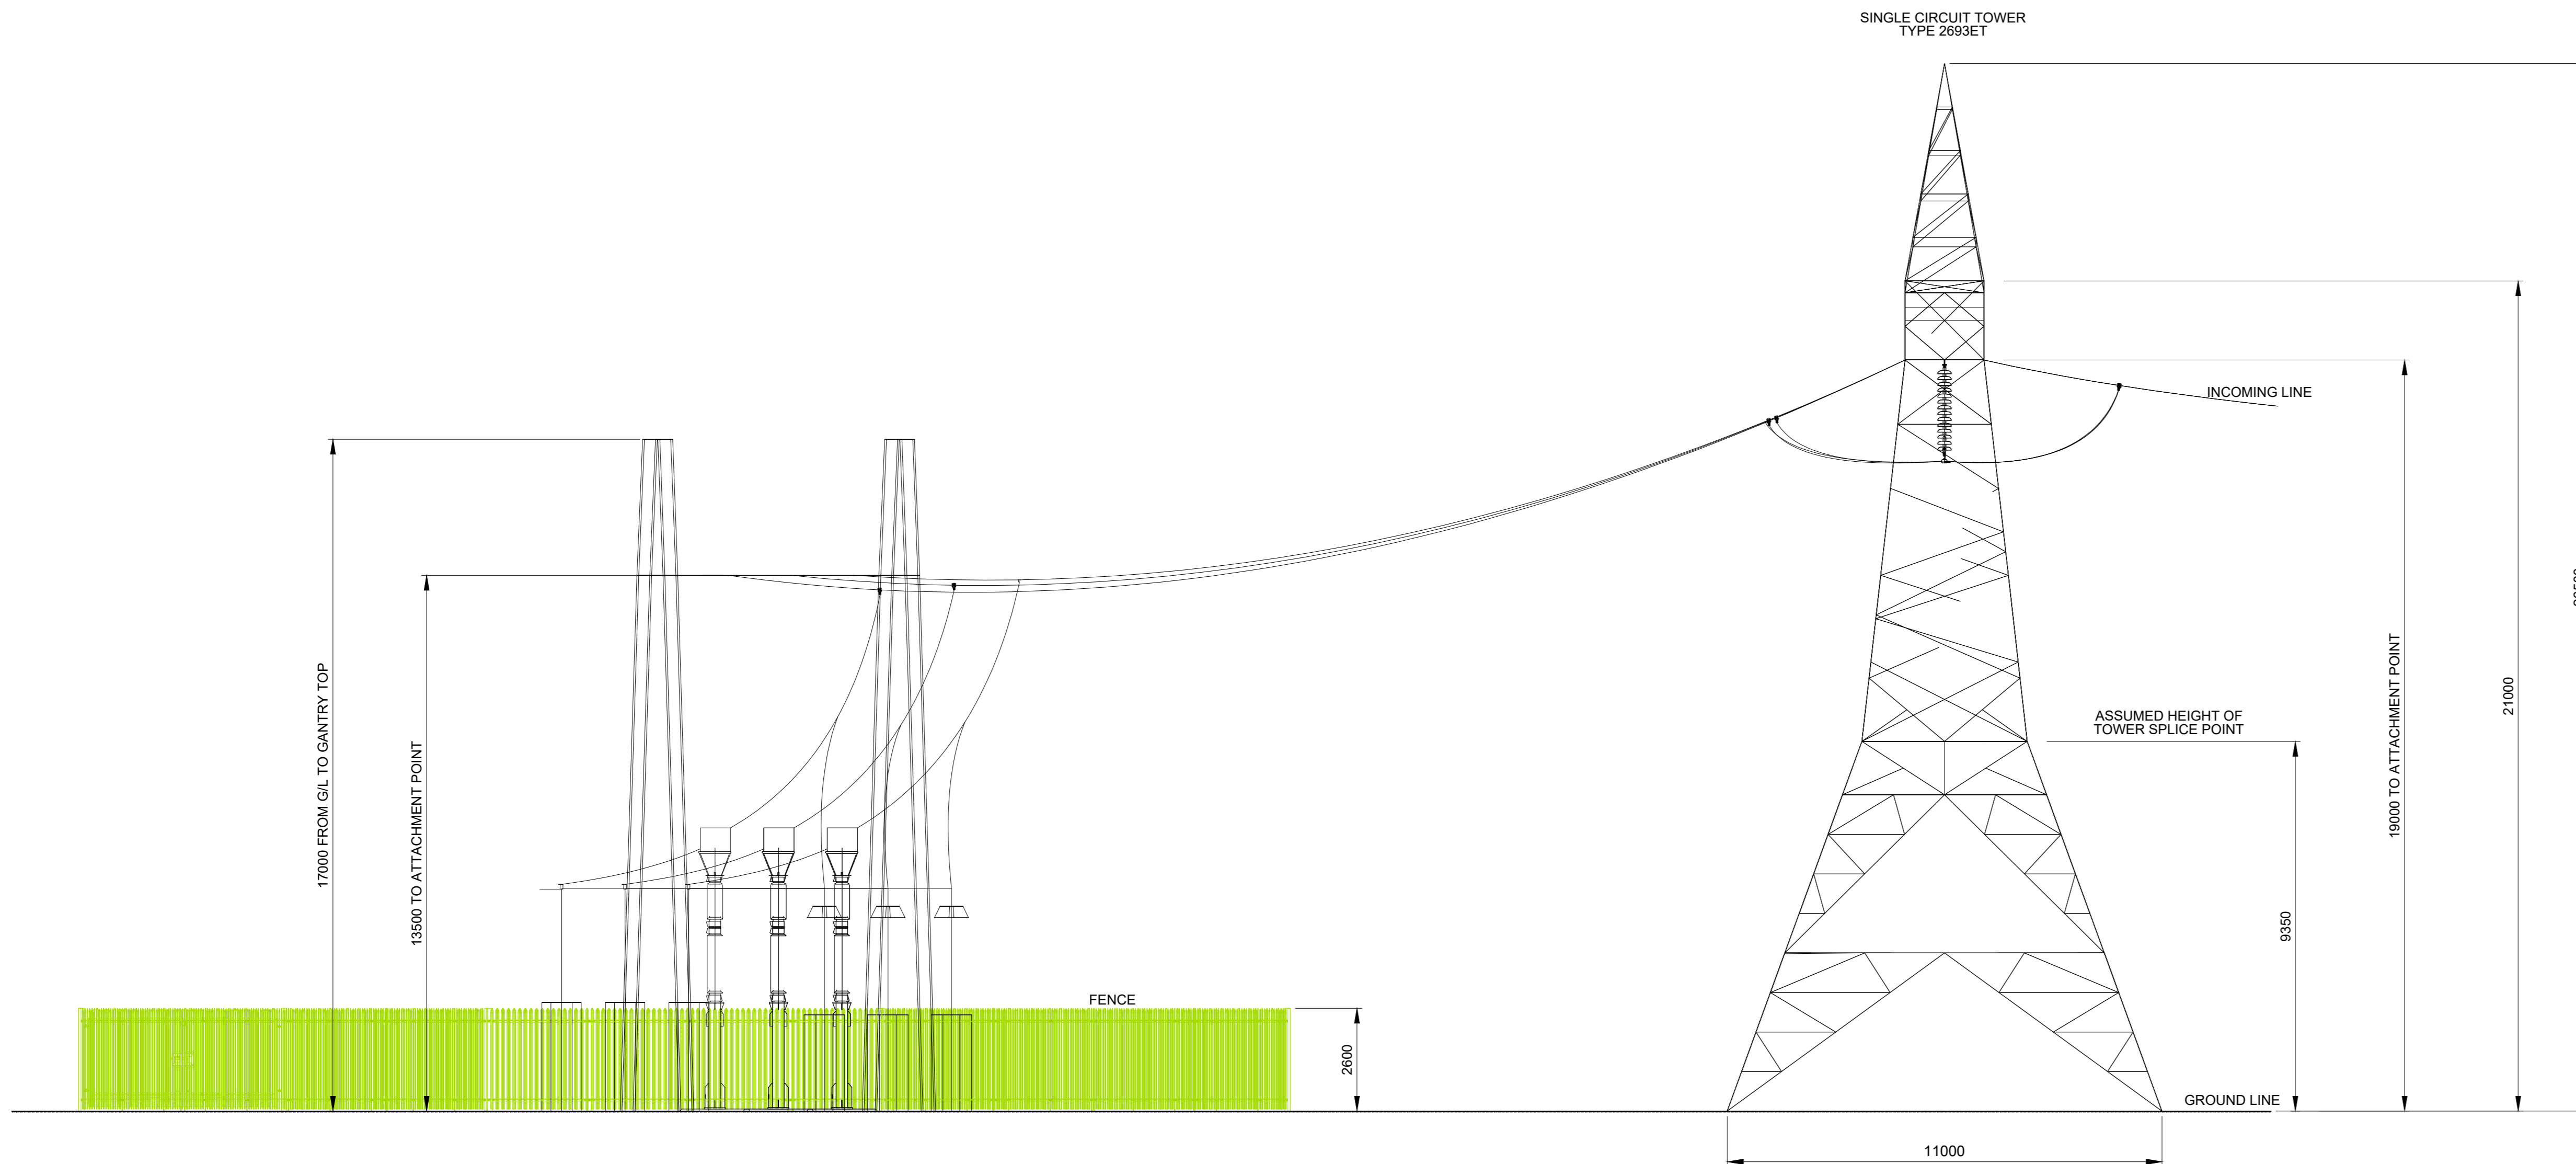 SINGLE CIRCUIT TOWER
TYPE 2693ET
INCOMING LINE
17000 FROM G/L TO GANTRY TOP
13500 TO ATTACHMENT POINT
19000 TO ATTACHMENT POINT
21000
ASSUMED HEIGHT OF
TOWER SPLICE POINT
9350
FENCE
2600
GROUND LINE
11000